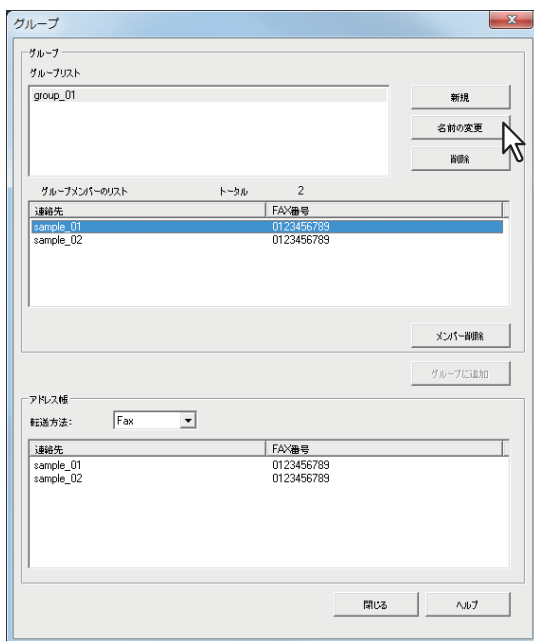 グループ
グループ
グループリスト
group_01
新規
名前の変更
削除
グループメンバーのリスト トータル 2
連絡先 FAX番号
sample_01 0123456789
sample_02 0123456789
メンバー削除
グループに追加
アドレス帳
転送方法: Fax
連絡先 FAX番号
sample_01 0123456789
sample_02 0123456789
閉じる ヘルプ